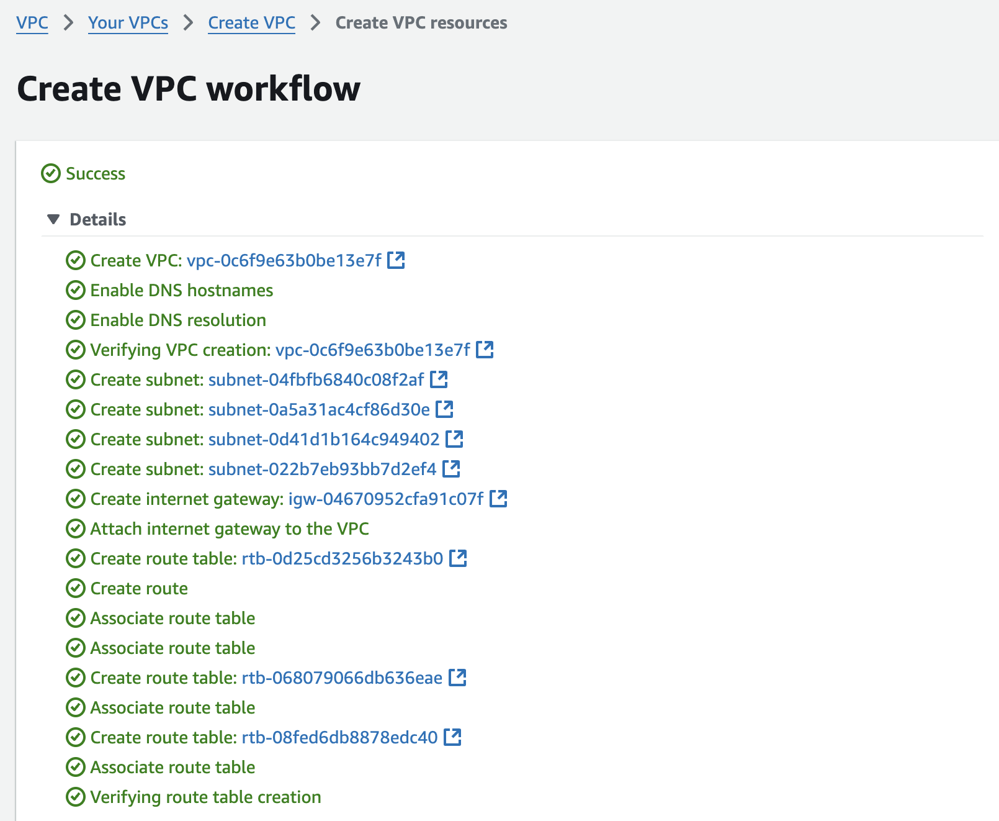 VPC > Your VPCs > Create VPC > Create VPC resources
Create VPC workflow
Success
Details
Create VPC: vpc-0c6f9e63b0be13e7f
Enable DNS hostnames
Enable DNS resolution
Verifying VPC creation: vpc-0c6f9e63b0be13e7f
Create subnet: subnet-04fbfb6840c08f2af
Create subnet: subnet-0a5a31ac4cf86d30e
Create subnet: subnet-0d41d1b164c949402
Create subnet: subnet-022b7eb93bb7d2ef4
Create internet gateway: igw-04670952cfa91c07f
Attach internet gateway to the VPC
Create route table: rtb-0d25cd3256b3243b0
Create route
Associate route table
Associate route table
Create route table: rtb-068079066db636eae
Associate route table
Create route table: rtb-08fed6db8878edc40
Associate route table
Verifying route table creation